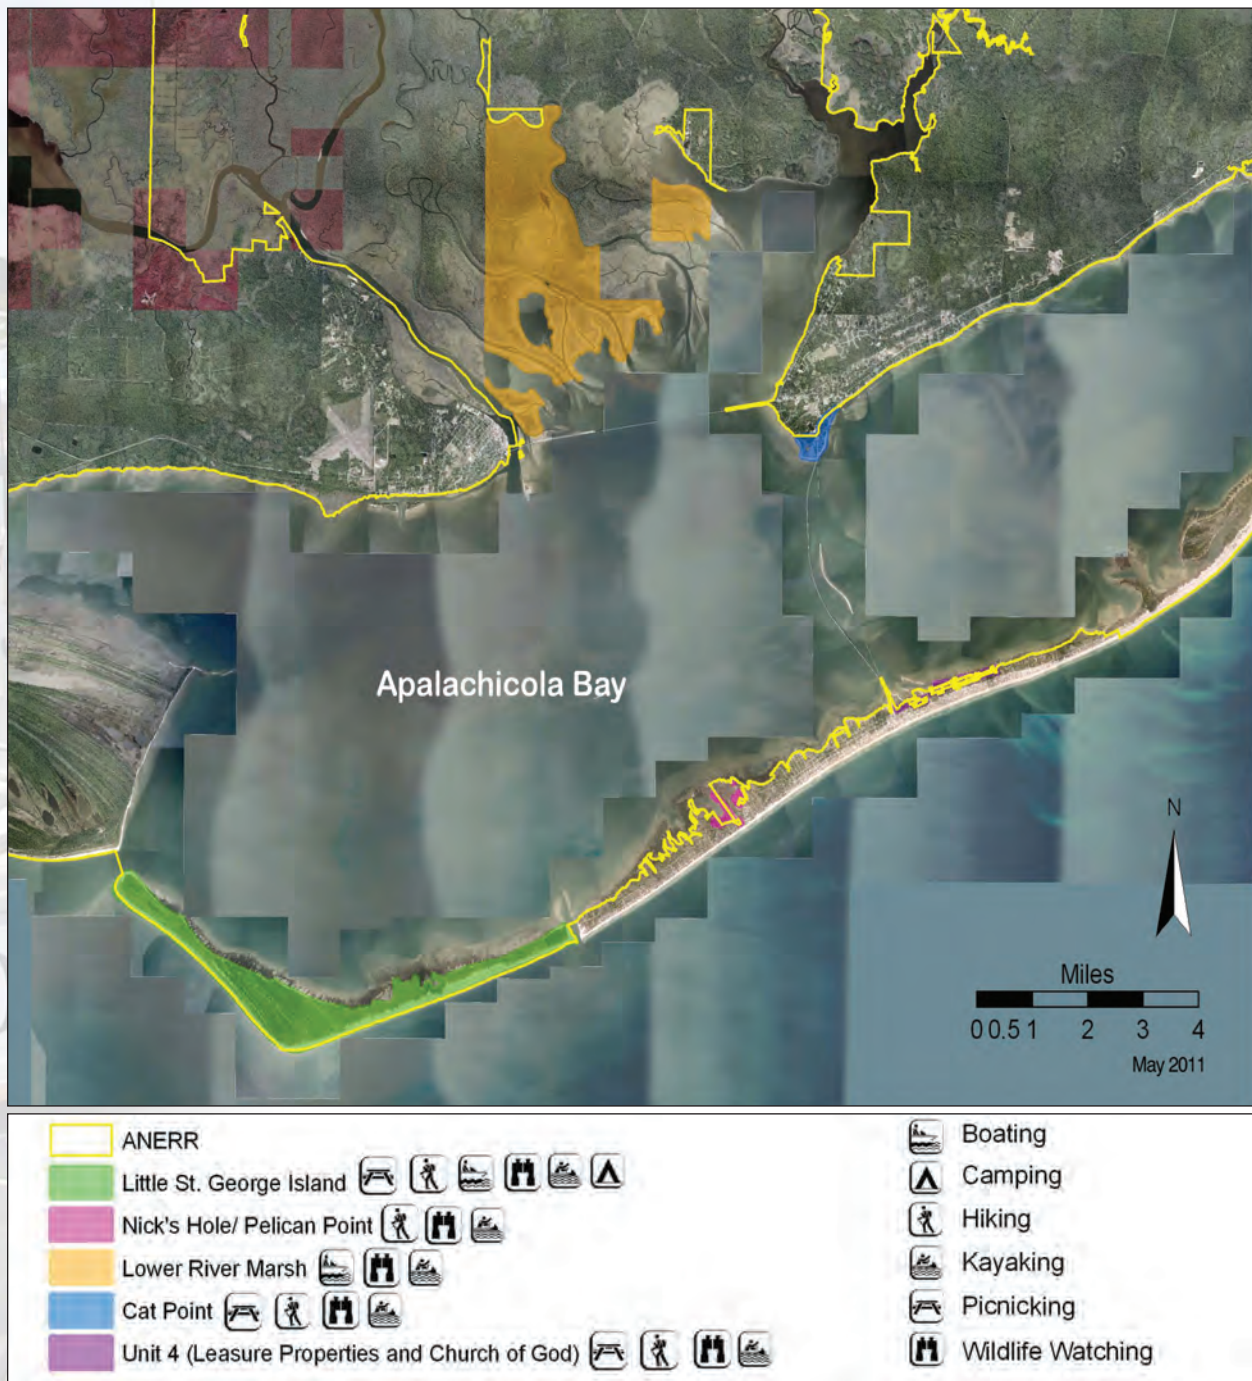 Apalachicola Bay
N
Miles
0 0.5 1 2 3 4
May 2011
ANERR
Little St. George Island
Nick's Hole/ Pelican Point
Lower River Marsh
Cat Point
Unit 4 (Leasure Properties and Church of God)
Boating
Camping
Hiking
Kayaking
Picnicking
Wildlife Watching